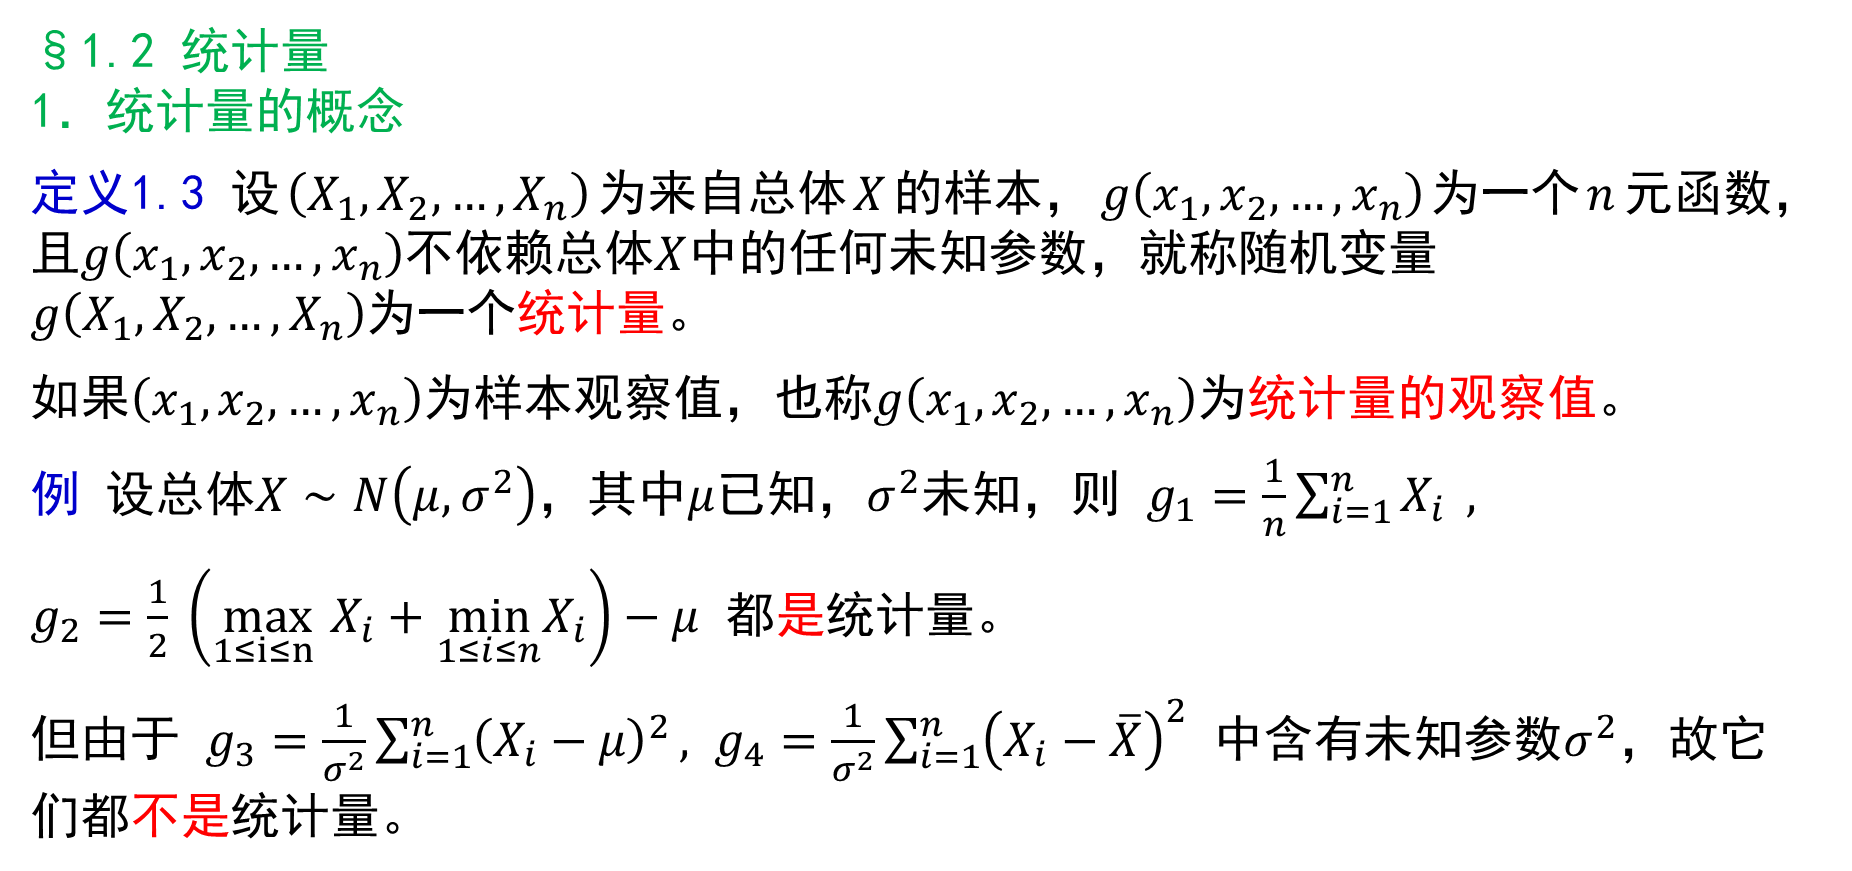 §1.2 统计量
1. 统计量的概念
定义1.3 设(X₁,X₂,…,Xₙ)为来自总体X的样本，g(x₁,x₂,…,xₙ)为一个n元函数，
且g(x₁,x₂,…,xₙ)不依赖总体X中的任何未知参数，就称随机变量
g(X₁,X₂,…,Xₙ)为一个统计量。
如果(x₁,x₂,…,xₙ)为样本观察值，也称g(x₁,x₂,…,xₙ)为统计量的观察值。
例 设总体X ~ N(μ,σ²)，其中μ已知，σ²未知，则 g₁ = 1/n ∑ᵢ₌₁ⁿ Xᵢ ,
g₂ = 1/2 (max_{1≤i≤n} Xᵢ + min_{1≤i≤n} Xᵢ) − μ 都是统计量。
但由于 g₃ = 1/σ² ∑ᵢ₌₁ⁿ(Xᵢ − μ)², g₄ = 1/σ² ∑ᵢ₌₁ⁿ(Xᵢ − X̄)² 中含有未知参数σ²，故它
们都不是统计量。